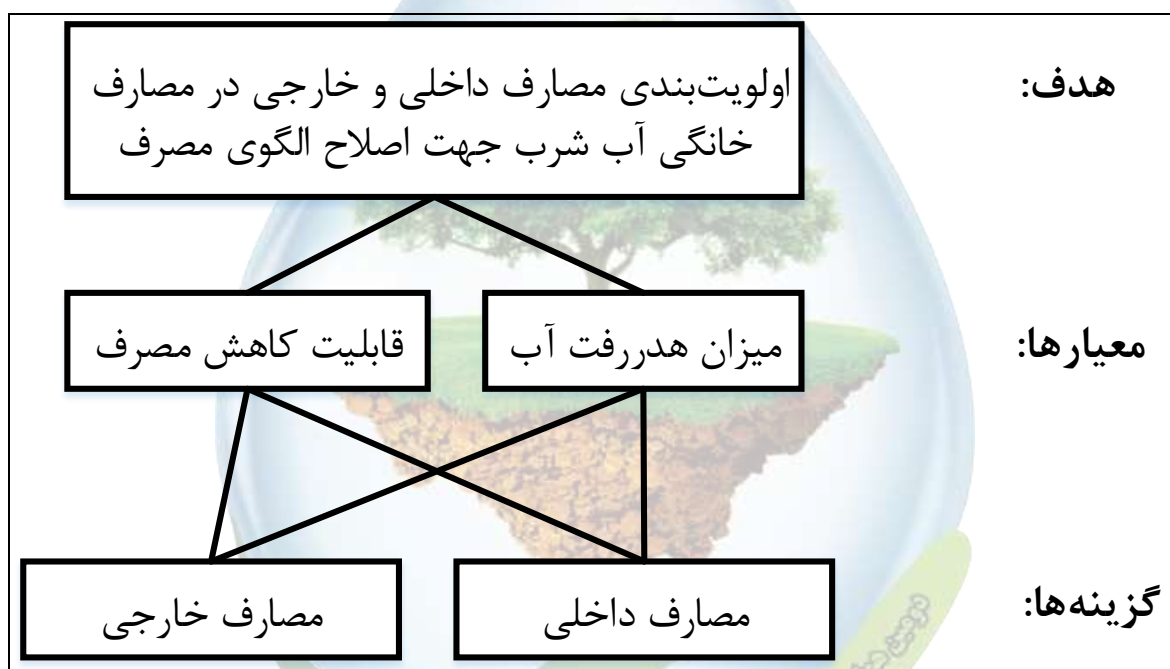 هدف:
اولویت‌بندی مصارف داخلی و خارجی در مصارف
خانگی آب شرب جهت اصلاح الگوی مصرف
معیارها:
میزان هدررفت آب
قابلیت کاهش مصرف
گزینه‌ها:
مصارف داخلی
مصارف خارجی